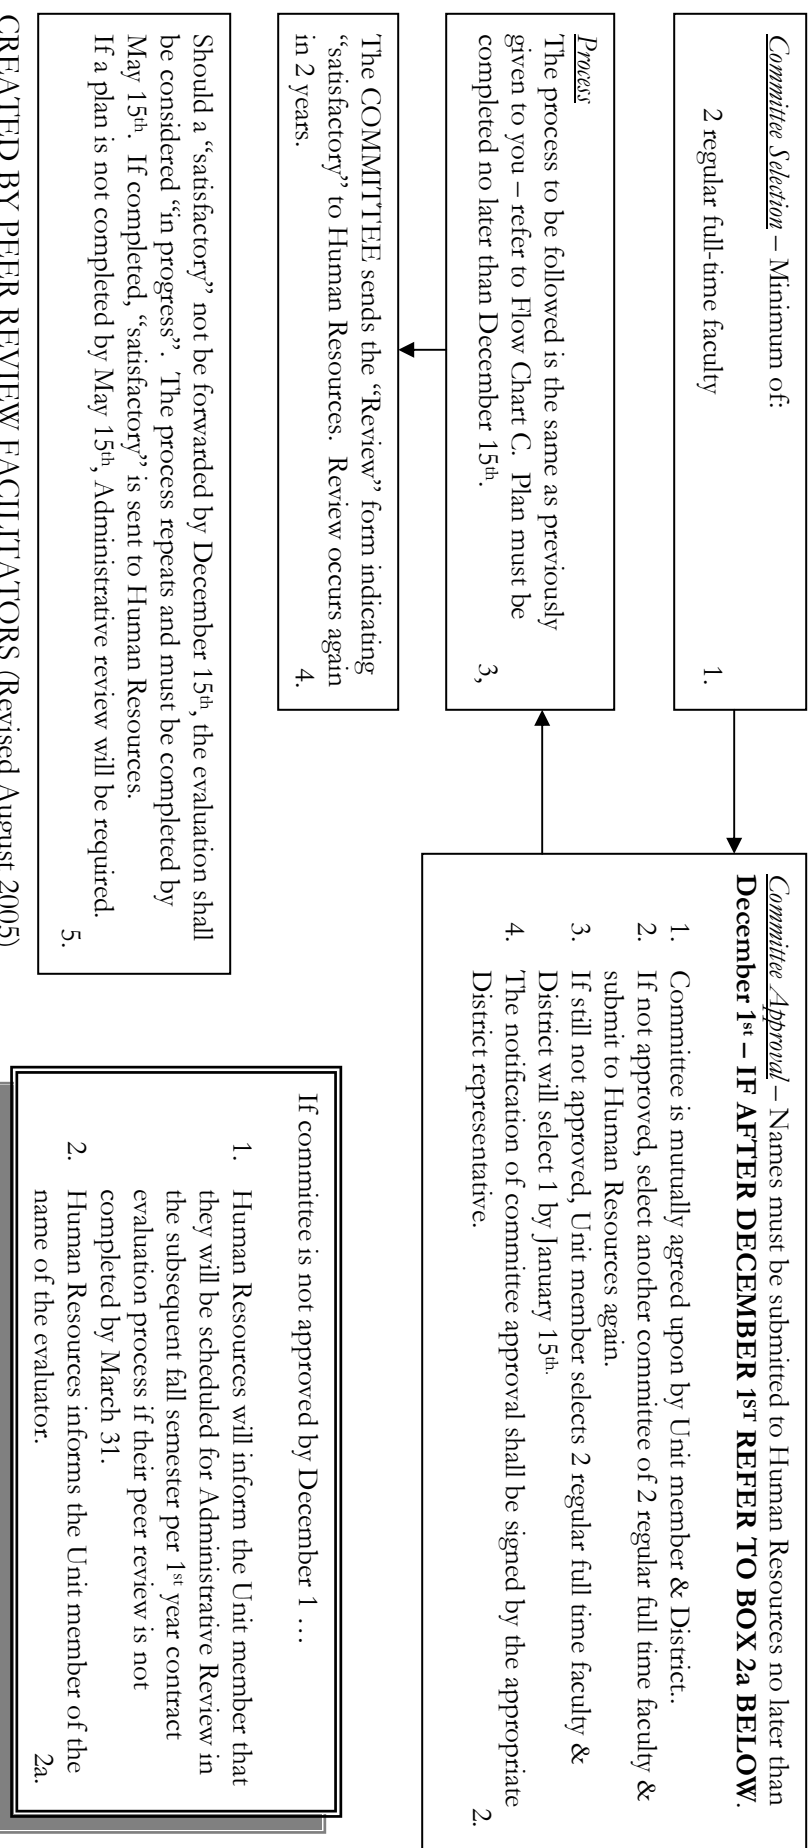 Committee Selection – Minimum of:
2 regular full-time faculty
1.
Committee Approval – Names must be submitted to Human Resources no later than
December 1st – IF AFTER DECEMBER 1ST REFER TO BOX 2a BELOW.
1. Committee is mutually agreed upon by Unit member & District..
2. If not approved, select another committee of 2 regular full time faculty &
submit to Human Resources again.
3. If still not approved, Unit member selects 2 regular full time faculty &
District will select 1 by January 15th.
4. The notification of committee approval shall be signed by the appropriate
District representative.
2.
Process
The process to be followed is the same as previously
given to you – refer to Flow Chart C. Plan must be
completed no later than December 15th.
3,
The COMMITTEE sends the “Review” form indicating
“satisfactory” to Human Resources. Review occurs again
in 2 years.
4.
If committee is not approved by December 1 …
1. Human Resources will inform the Unit member that
they will be scheduled for Administrative Review in
the subsequent fall semester per 1st year contract
evaluation process if their peer review is not
completed by March 31.
2. Human Resources informs the Unit member of the
name of the evaluator.
2a.
Should a “satisfactory” not be forwarded by December 15th, the evaluation shall
be considered “in progress”. The process repeats and must be completed by
May 15th. If completed, “satisfactory” is sent to Human Resources.
If a plan is not completed by May 15th, Administrative review will be required.
5.
CREATED BY PEER REVIEW FACILITATORS (Revised August 2005)